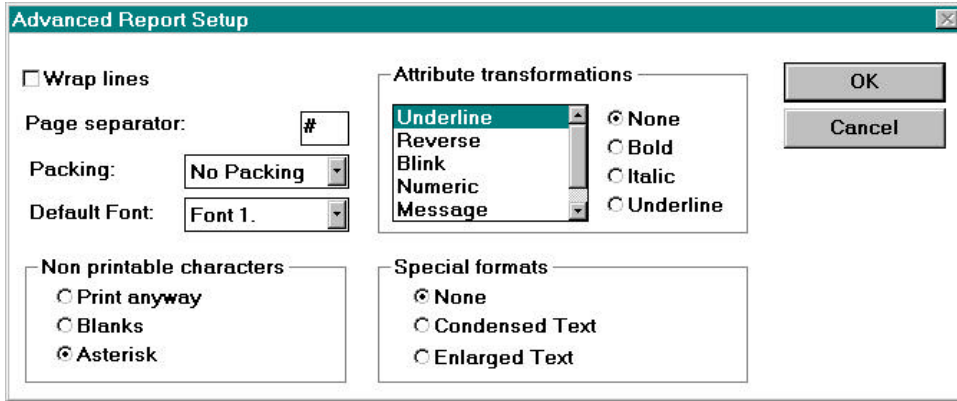 Advanced Report Setup
Wrap lines
Page separator: #
Packing: No Packing
Default Font: Font 1.
Non printable characters
Print anyway
Blanks
Asterisk
Attribute transformations
Underline
Reverse
Blink
Numeric
Message
None
Bold
Italic
Underline
Special formats
None
Condensed Text
Enlarged Text
OK
Cancel